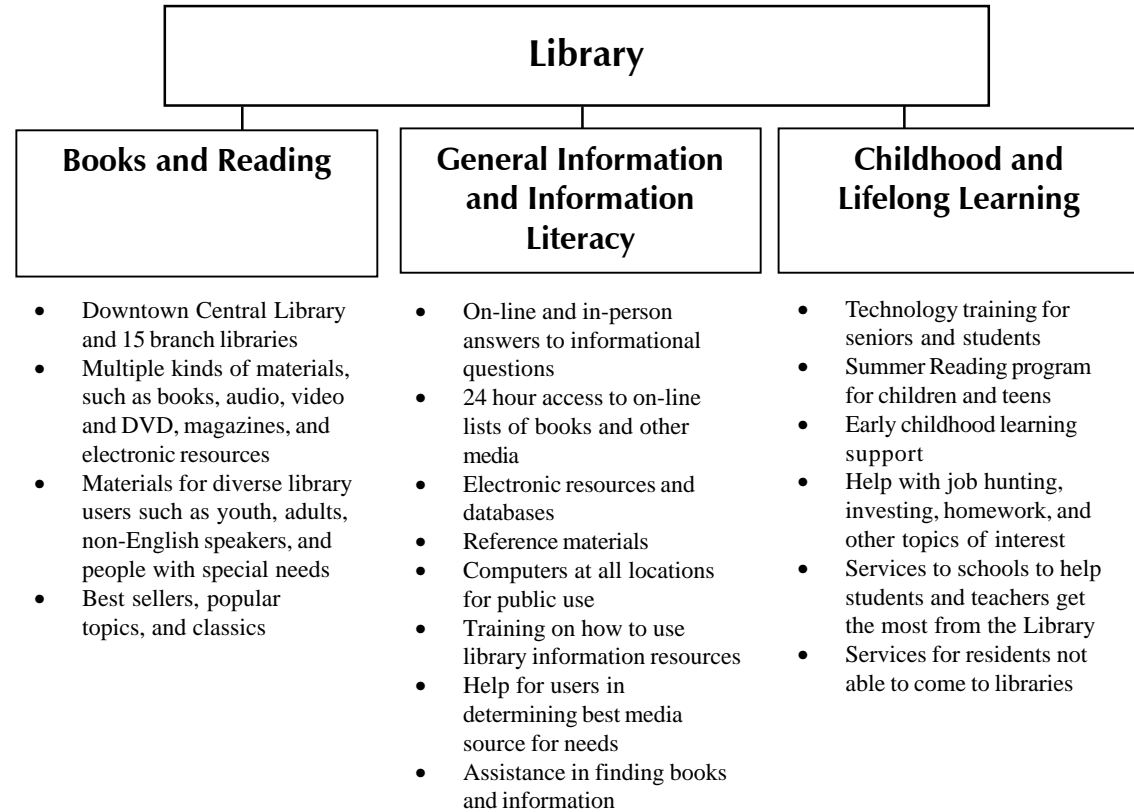 Library
Books and Reading
• Downtown Central Library
and 15 branch libraries
• Multiple kinds of materials,
such as books, audio, video
and DVD, magazines, and
electronic resources
• Materials for diverse library
users such as youth, adults,
non-English speakers, and
people with special needs
• Best sellers, popular
topics, and classics
General Information
and Information
Literacy
• On-line and in-person
answers to informational
questions
• 24 hour access to on-line
lists of books and other
media
• Electronic resources and
databases
• Reference materials
• Computers at all locations
for public use
• Training on how to use
library information resources
• Help for users in
determining best media
source for needs
• Assistance in finding books
and information
Childhood and
Lifelong Learning
• Technology training for
seniors and students
• Summer Reading program
for children and teens
• Early childhood learning
support
• Help with job hunting,
investing, homework, and
other topics of interest
• Services to schools to help
students and teachers get
the most from the Library
• Services for residents not
able to come to libraries